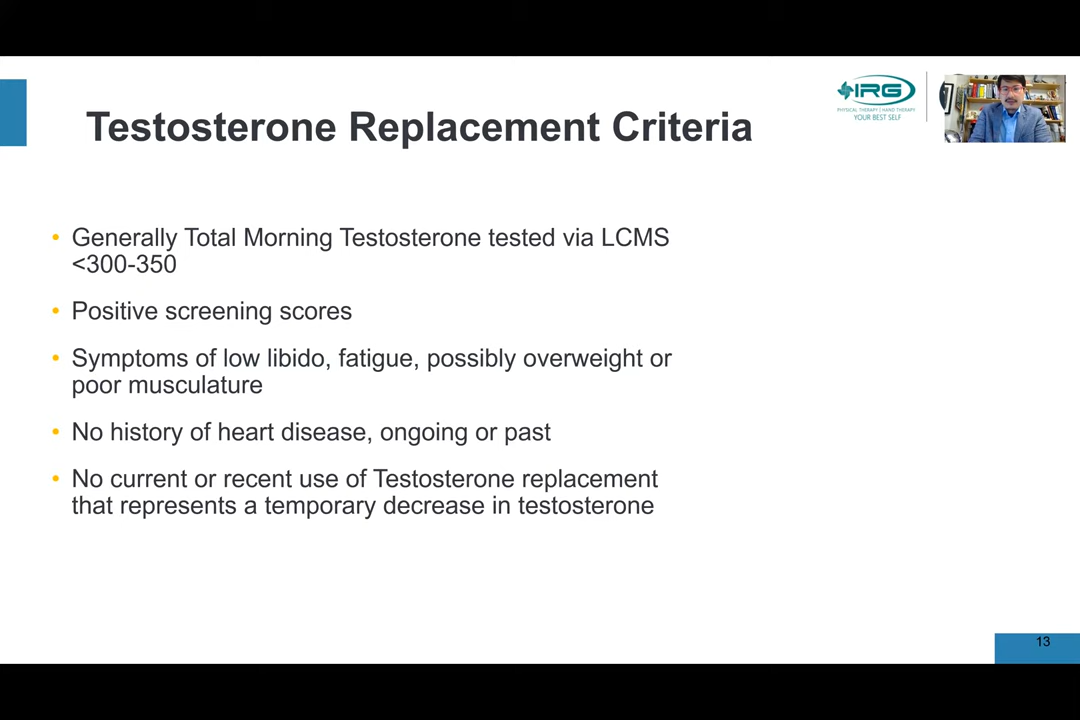 IRG
PHYSICAL THERAPY | HAND THERAPY
YOUR BEST SELF
Testosterone Replacement Criteria
• Generally Total Morning Testosterone tested via LCMS
<300-350
• Positive screening scores
• Symptoms of low libido, fatigue, possibly overweight or
poor musculature
• No history of heart disease, ongoing or past
• No current or recent use of Testosterone replacement
that represents a temporary decrease in testosterone
13